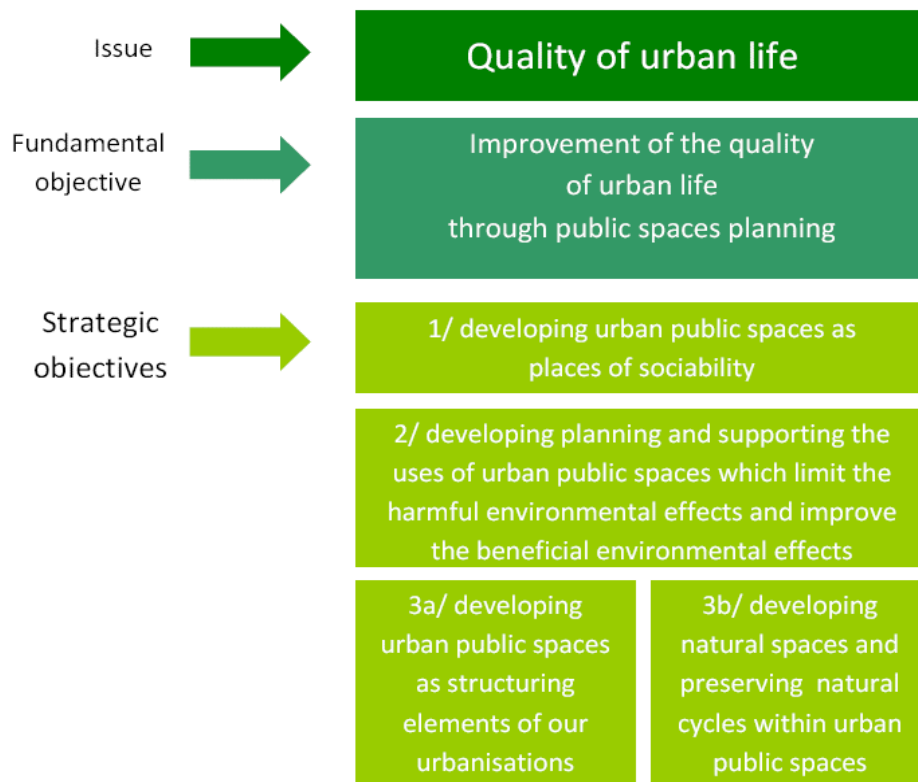 Issue
Quality of urban life
Fundamental
objective
Improvement of the quality
of urban life
through public spaces planning
Strategic
obiectives
1/ developing urban public spaces as
places of sociability
2/ developing planning and supporting the
uses of urban public spaces which limit the
harmful environmental effects and improve
the beneficial environmental effects
3a/ developing
urban public spaces
as structuring
elements of our
urbanisations
3b/ developing
natural spaces and
preserving natural
cycles within urban
public spaces